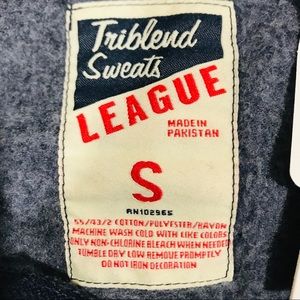 Triblend
Sweats
LEAGUE
MADE IN
PAKISTAN
S
RN102965
55/43/2 COTTON/POLYESTER/RAYON
MACHINE WASH COLD WITH LIKE COLORS
ONLY NON-CHLORINE BLEACH WHEN NEEDED
TUMBLE DRY LOW REMOVE PROMPTLY
DO NOT IRON DECORATION